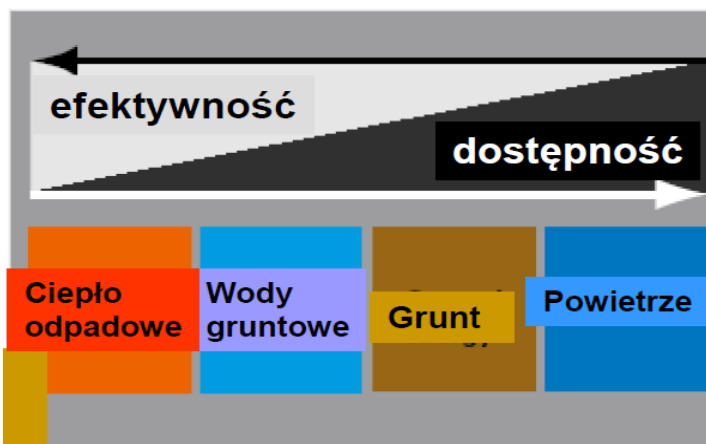 efektywność
dostępność
Ciepło
odpadowe
Wody
gruntowe
Grunt
Powietrze